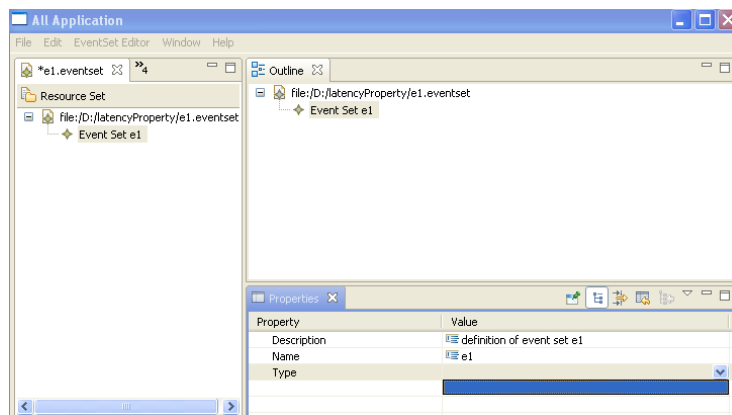 All Application
File Edit EventSet Editor Window Help
*e1.eventset
»4
Resource Set
file:/D:/latencyProperty/e1.eventset
Event Set e1
Outline
file:/D:/latencyProperty/e1.eventset
Event Set e1
Properties
Property Value
Description definition of event set e1
Name e1
Type